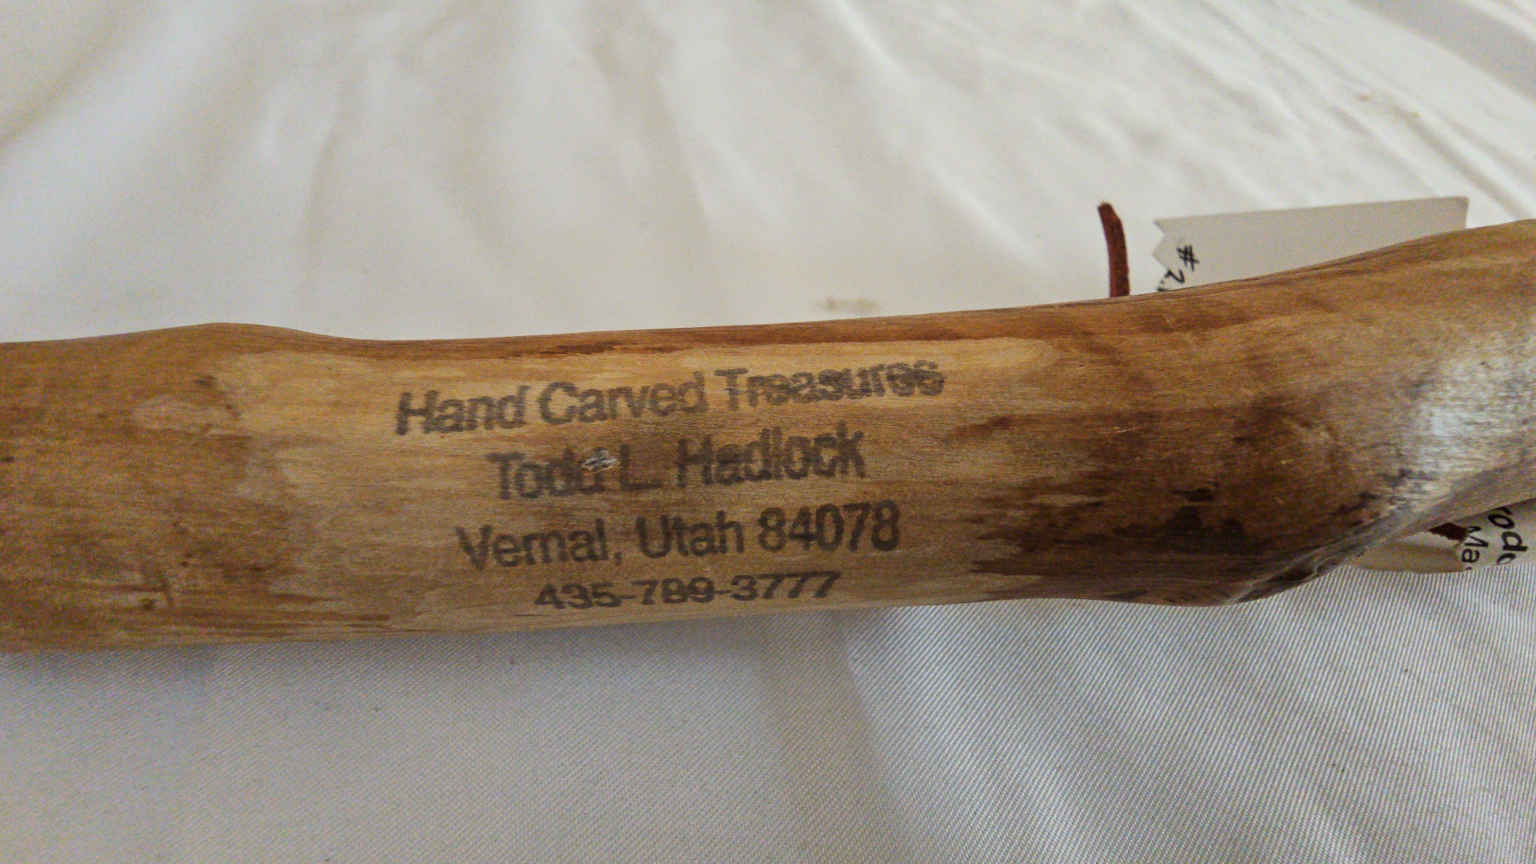 Hand Carved Treasures
Todd L. Hadlock
Vernal, Utah 84078
435-789-3777